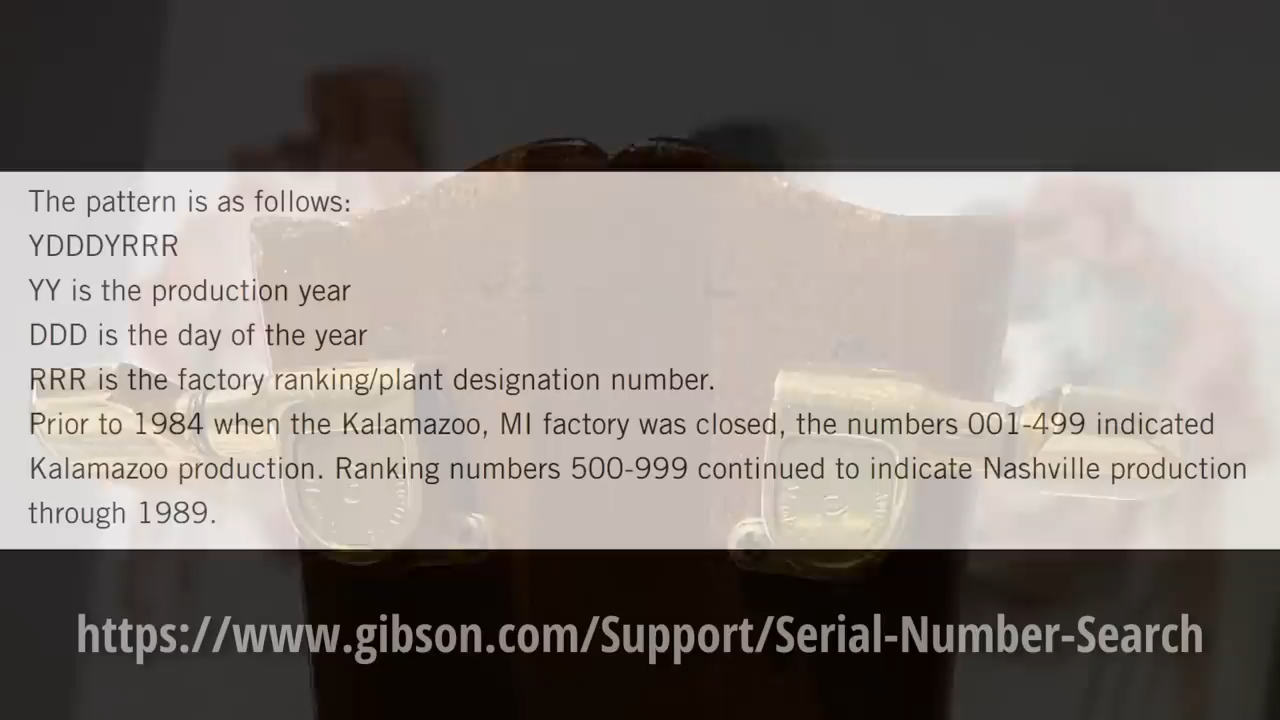 The pattern is as follows:
YDDDYRRR
YY is the production year
DDD is the day of the year
RRR is the factory ranking/plant designation number.
Prior to 1984 when the Kalamazoo, MI factory was closed, the numbers 001-499 indicated
Kalamazoo production. Ranking numbers 500-999 continued to indicate Nashville production
through 1989.
https://www.gibson.com/Support/Serial-Number-Search